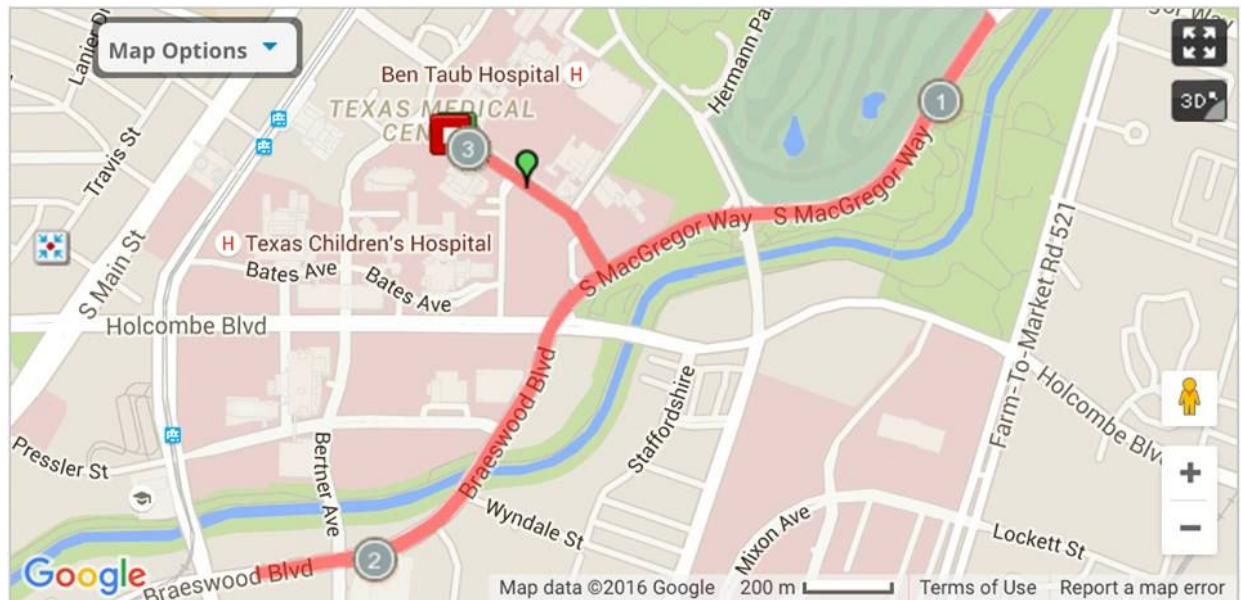 Map Options
Lanier Dr
Hermann Pa
gor Way
Ben Taub Hospital H
TEXAS MEDICAL
CEN
3D
1
3
Travis St
S MacGregor Way
S MacGregor Way
H Texas Children's Hospital
S Main St
Bates Ave
Bates Ave
Holcombe Blvd
Farm-To-Market Rd 521
Braeswood Blvd
Staffordshire
Holcombe Blv
Pressler St
Bertner Ave
+
Wyndale St
Mixon Ave
Lockett St
−
2
Braeswood Blvd
Google
Map data ©2016 Google 200 m Terms of Use Report a map error